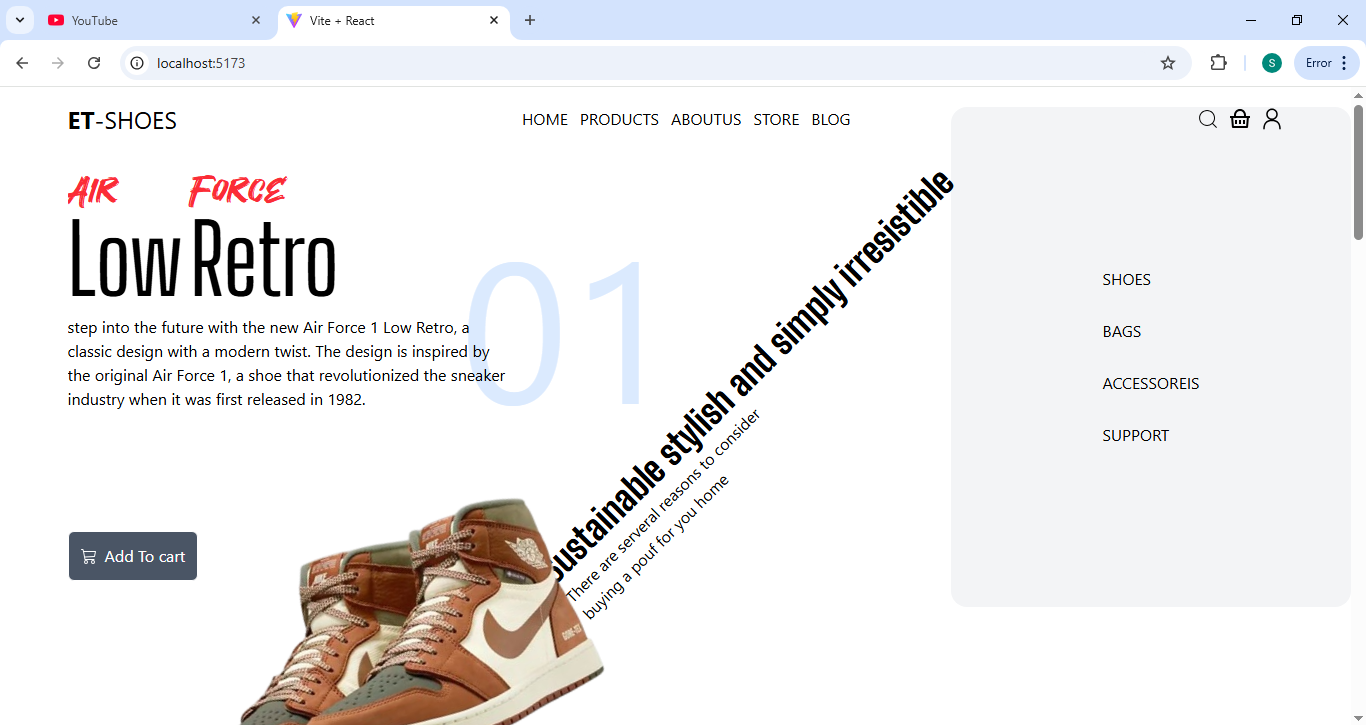 YouTube
Vite + React
localhost:5173
S
Error
ET-SHOES
HOME PRODUCTS ABOUTUS STORE BLOG
AIR FORCE
Low Retro
01
step into the future with the new Air Force 1 Low Retro, a
classic design with a modern twist. The design is inspired by
the original Air Force 1, a shoe that revolutionized the sneaker
industry when it was first released in 1982.
Sustainable stylish and simply irresistible
There are serveral reasons to consider
buying a pouf for you home
SHOES
BAGS
ACCESSOREIS
SUPPORT
Add To cart
GORE-TEX